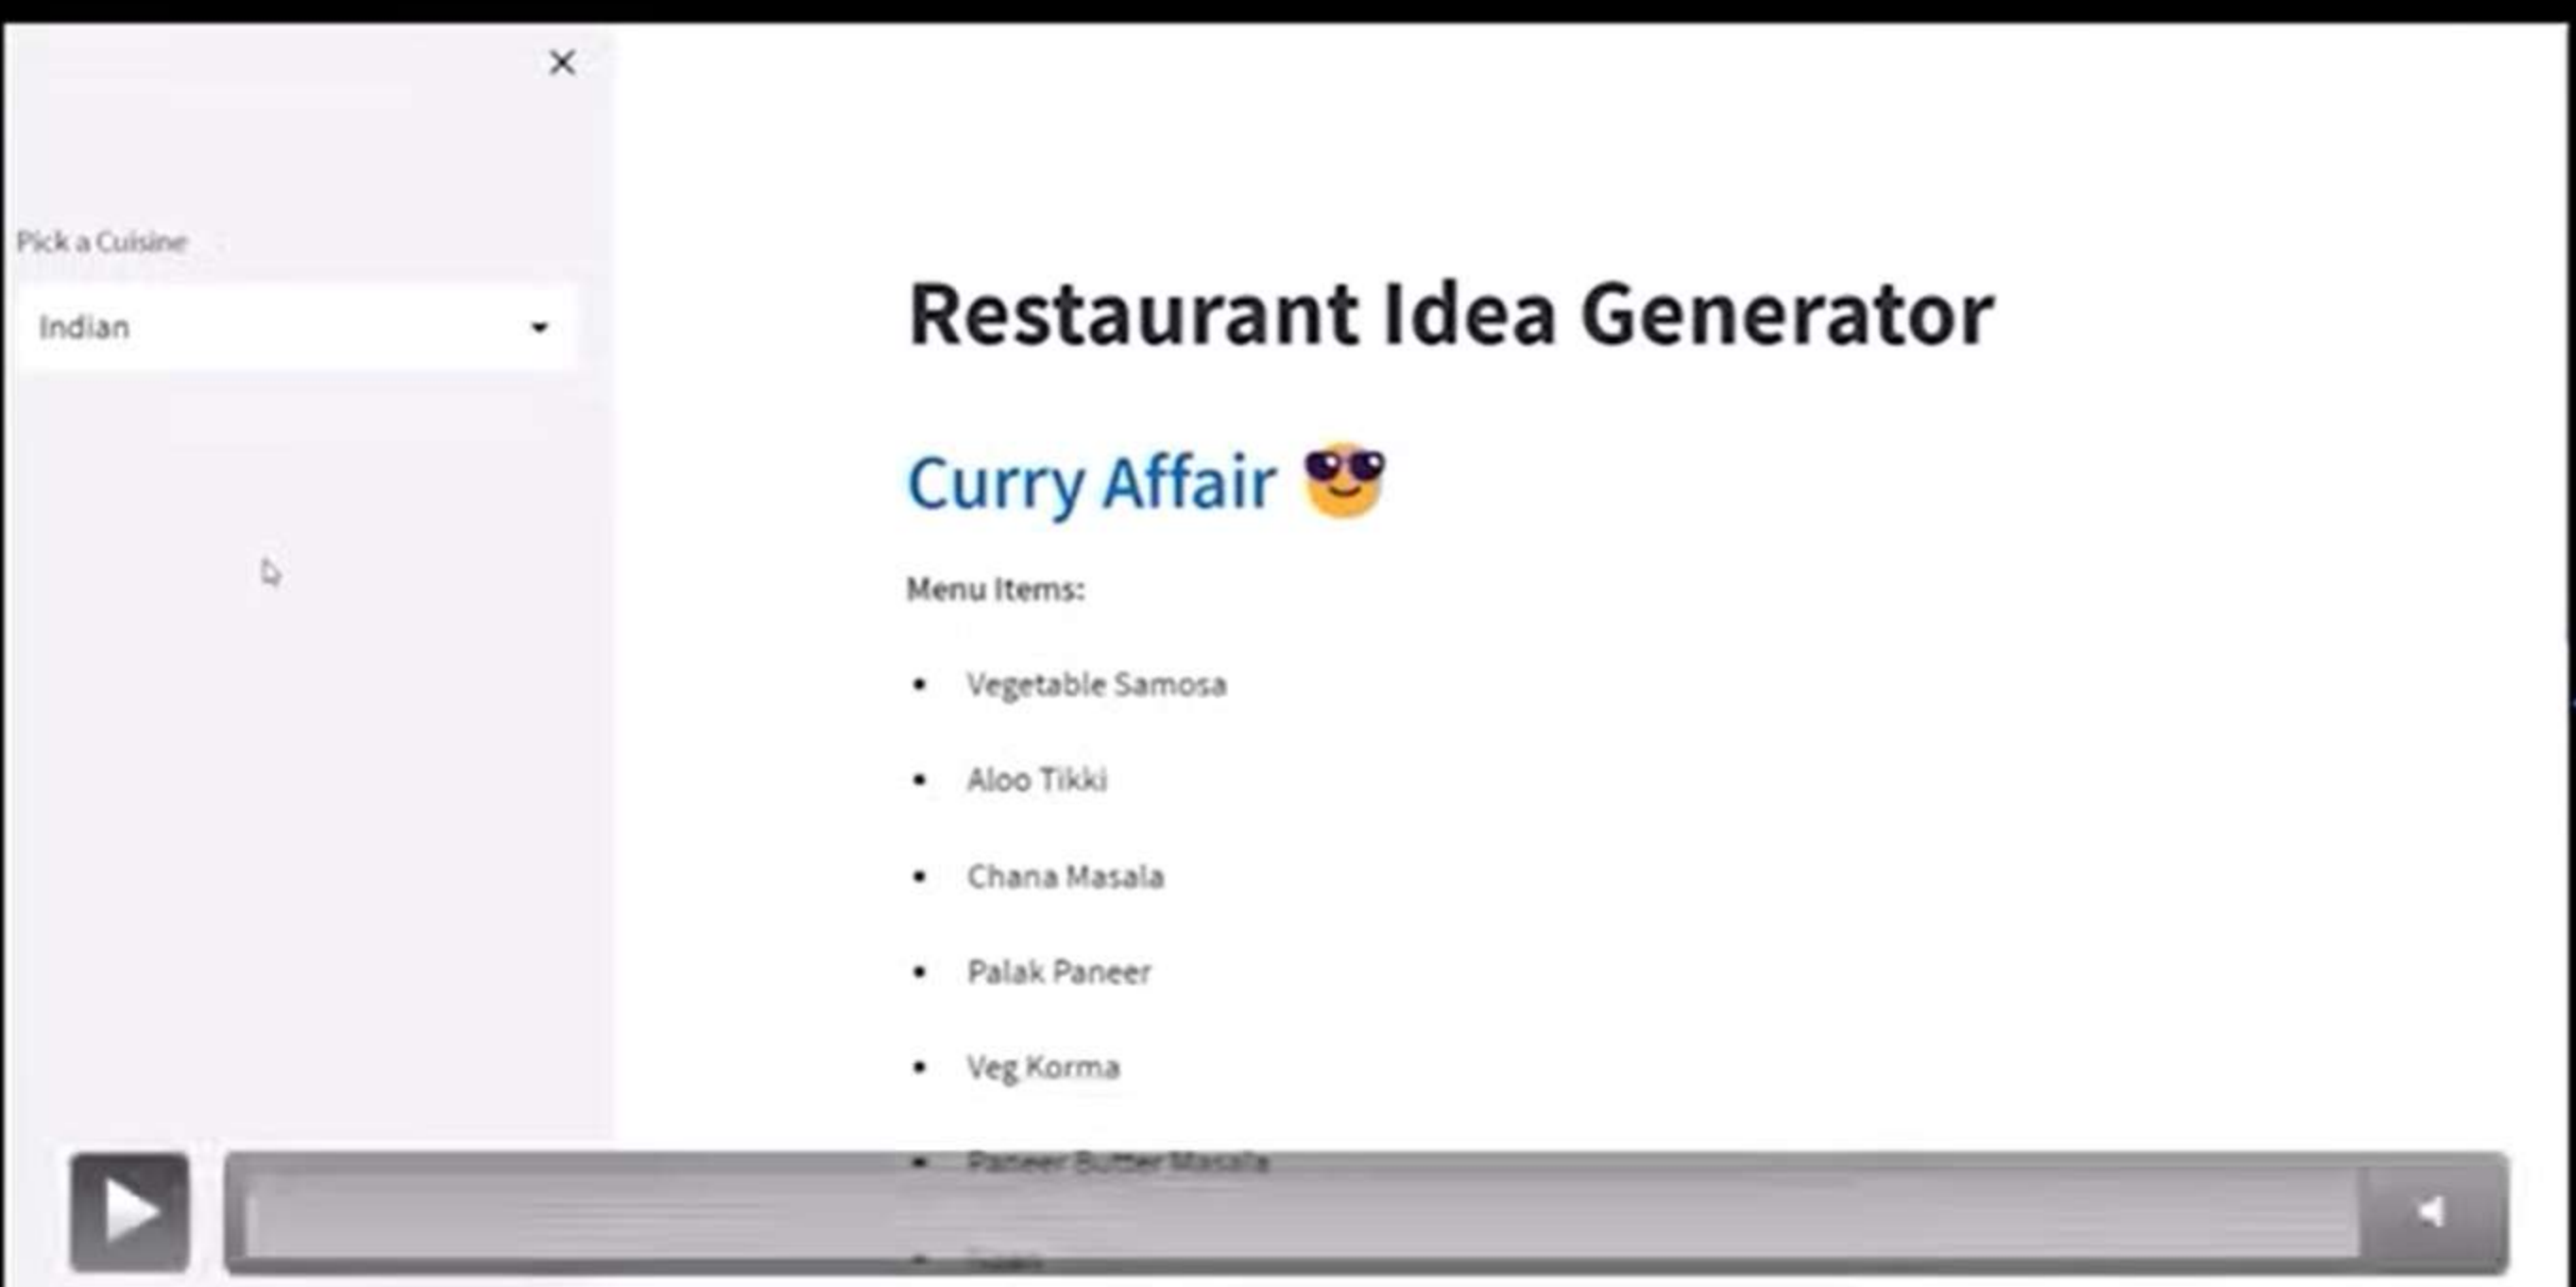 Pick a Cuisine
Indian
Restaurant Idea Generator
Curry Affair 😎
Menu Items:
• Vegetable Samosa
• Aloo Tikki
• Chana Masala
• Palak Paneer
• Veg Korma
• Paneer Butter Masala